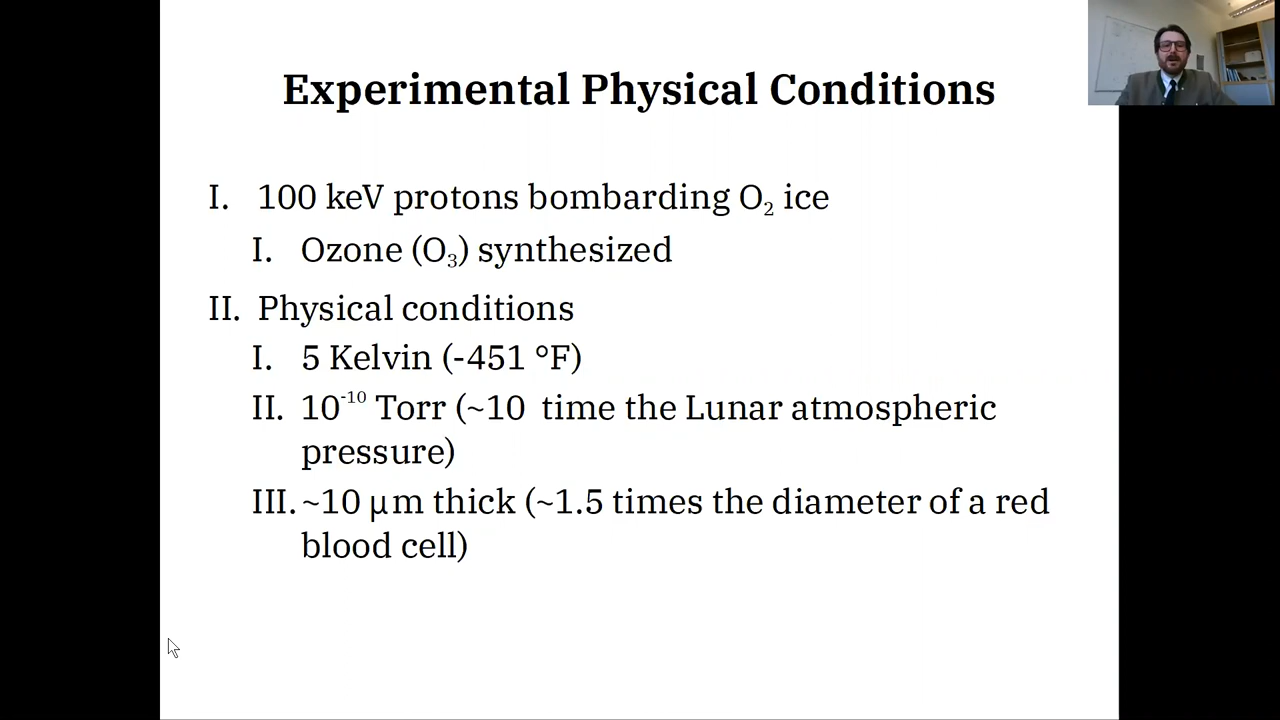 Experimental Physical Conditions
I. 100 keV protons bombarding O₂ ice
I. Ozone (O₃) synthesized
II. Physical conditions
I. 5 Kelvin (-451 °F)
II. 10⁻¹⁰ Torr (~10 time the Lunar atmospheric
pressure)
III. ~10 µm thick (~1.5 times the diameter of a red
blood cell)